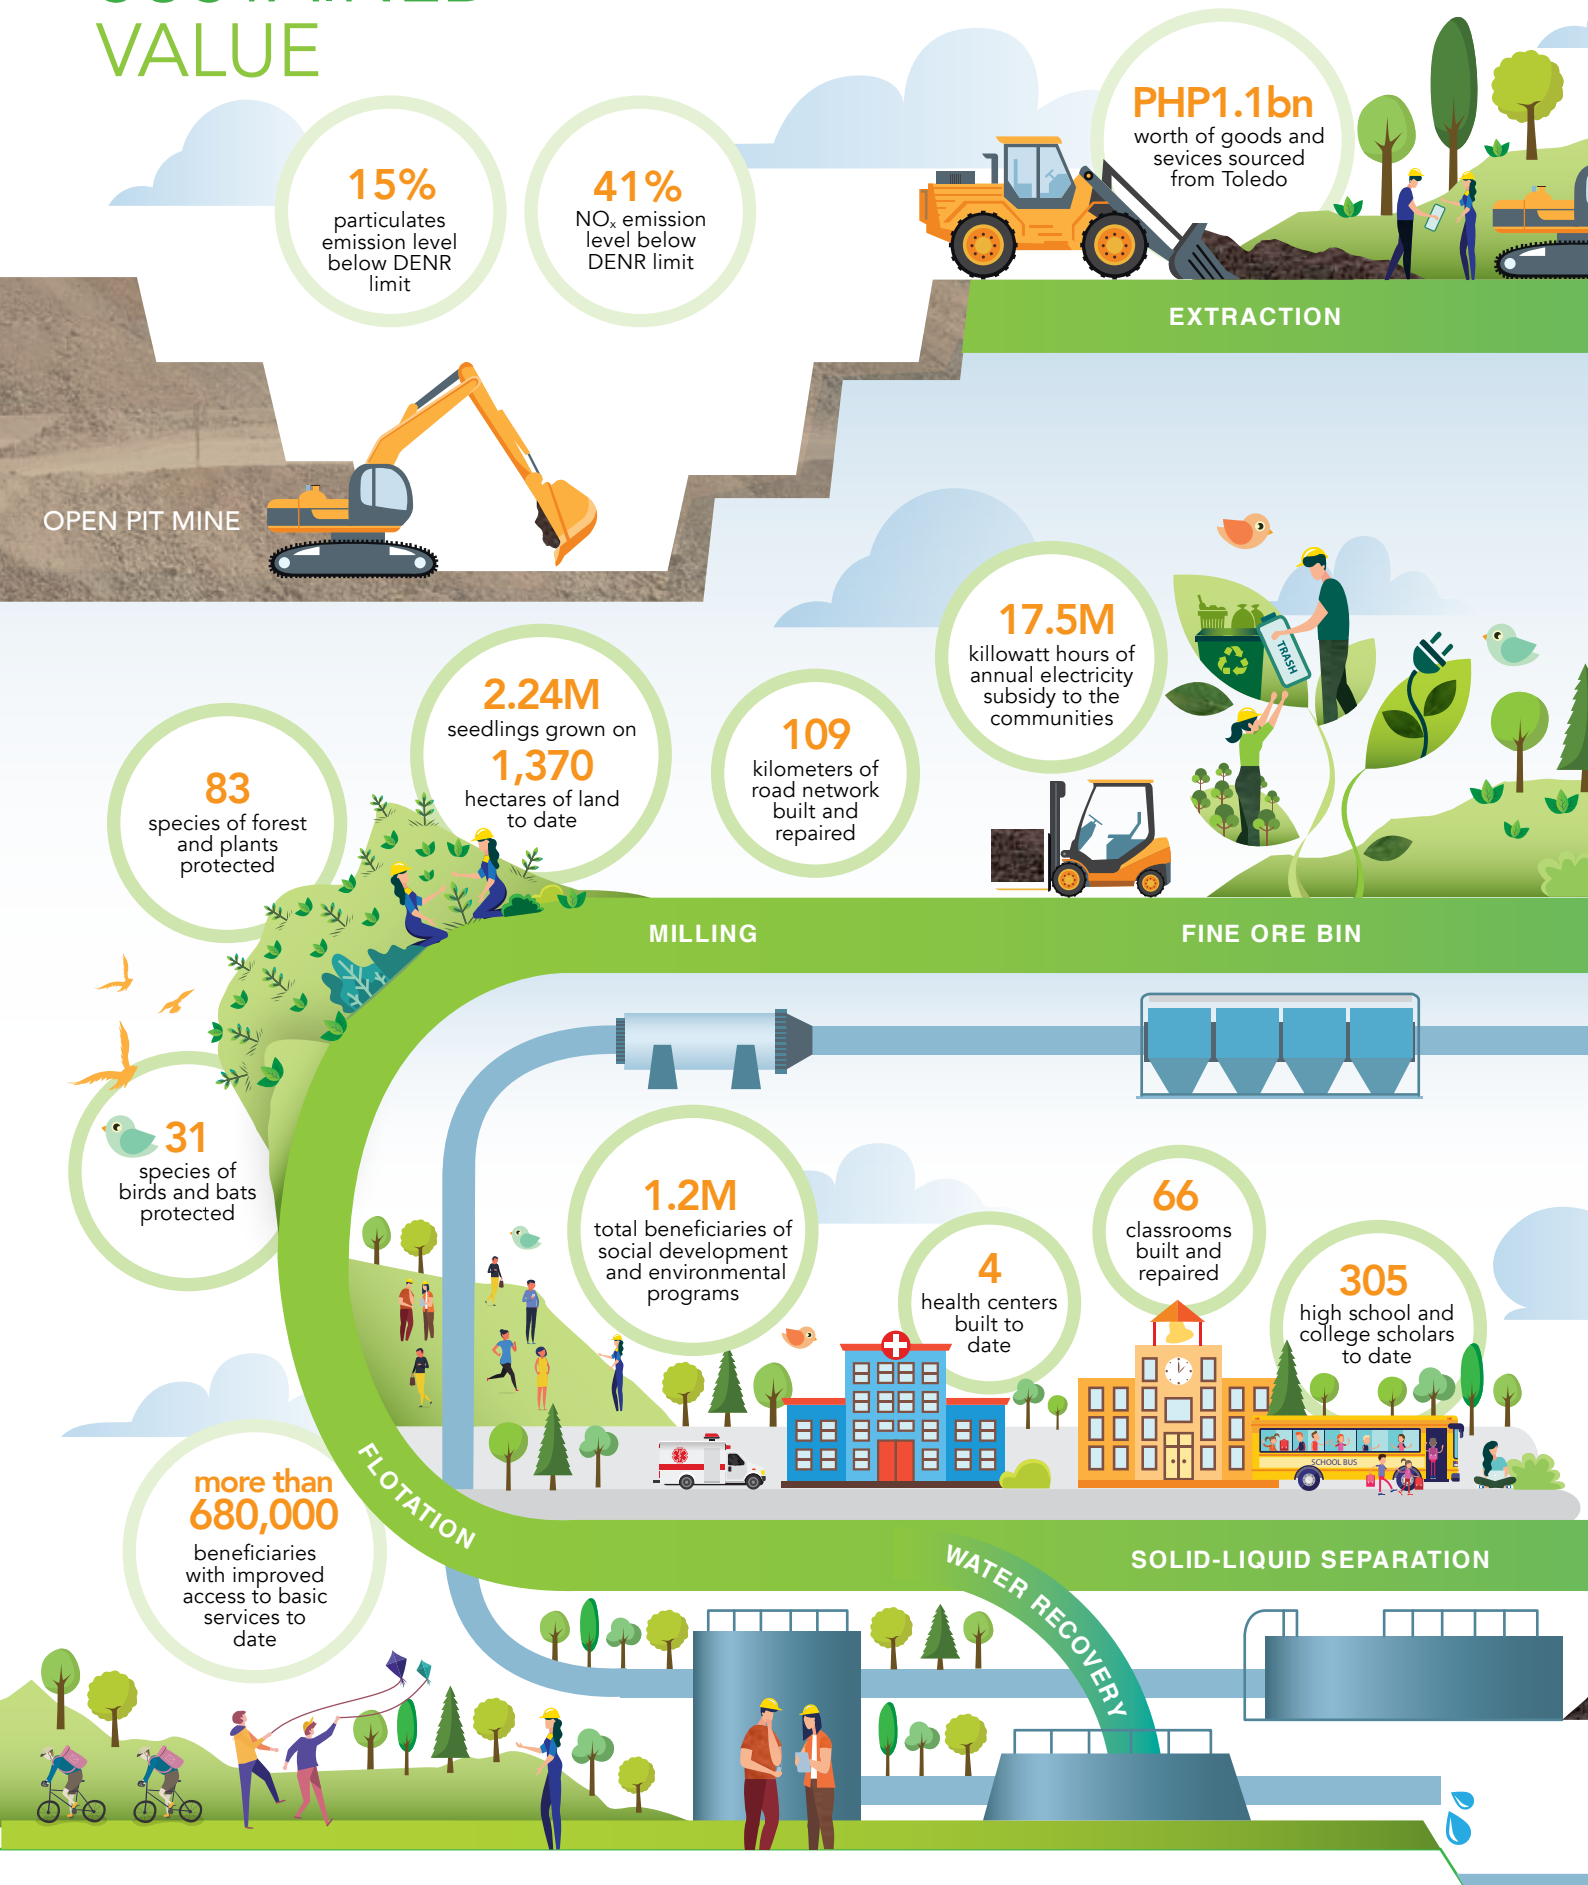 SUSTAINED
VALUE
15%
particulates
emission level
below DENR
limit
41%
NOₓ emission
level below
DENR limit
PHP1.1bn
worth of goods and
sevices sourced
from Toledo
EXTRACTION
OPEN PIT MINE
17.5M
killowatt hours of
annual electricity
subsidy to the
communities
TRASH
2.24M
seedlings grown on
1,370
hectares of land
to date
109
kilometers of
road network
built and
repaired
83
species of forest
and plants
protected
MILLING
FINE ORE BIN
31
species of
birds and bats
protected
1.2M
total beneficiaries of
social development
and environmental
programs
4
health centers
built to
date
66
classrooms
built and
repaired
305
high school and
college scholars
to date
SCHOOL BUS
more than
680,000
beneficiaries
with improved
access to basic
services to
date
FLOTATION
WATER RECOVERY
SOLID-LIQUID SEPARATION